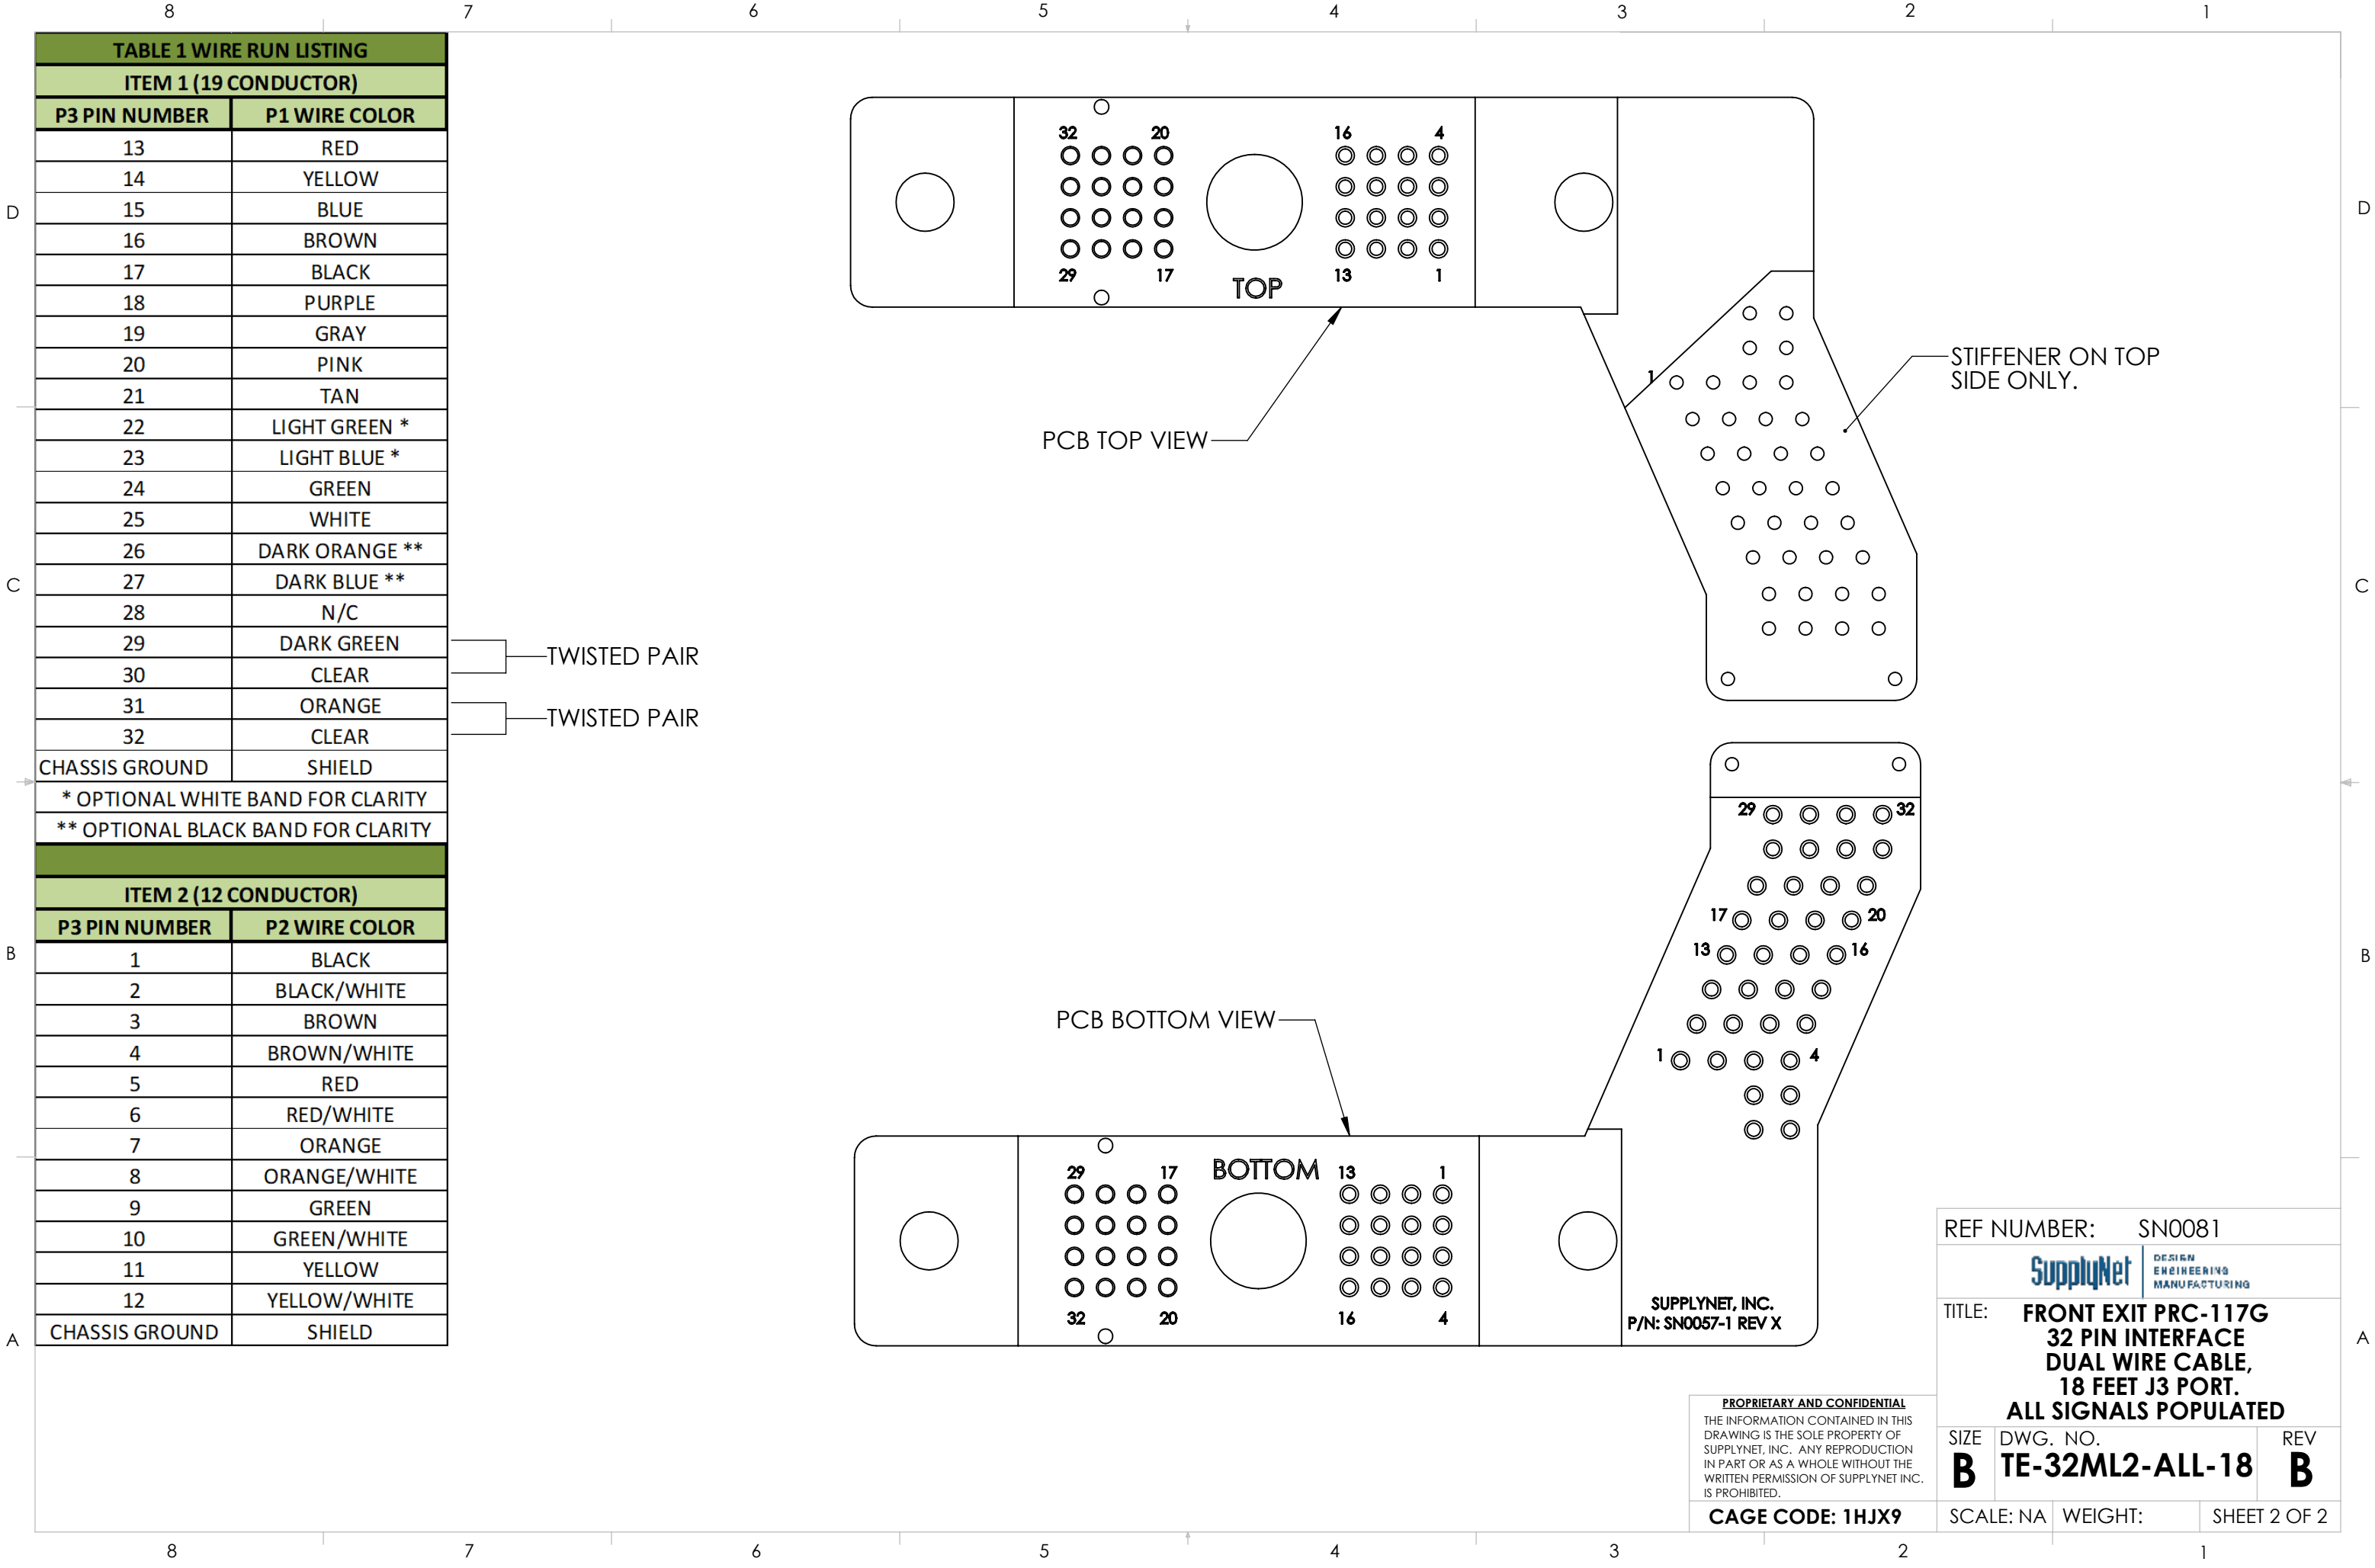 8 7 6 5 4 3 2 1
TABLE 1 WIRE RUN LISTING
ITEM 1 (19 CONDUCTOR)
P3 PIN NUMBER P1 WIRE COLOR
13 RED
14 YELLOW
15 BLUE
16 BROWN
17 BLACK
18 PURPLE
19 GRAY
20 PINK
21 TAN
22 LIGHT GREEN *
23 LIGHT BLUE *
24 GREEN
25 WHITE
26 DARK ORANGE **
27 DARK BLUE **
28 N/C
29 DARK GREEN
30 CLEAR
31 ORANGE
32 CLEAR
CHASSIS GROUND SHIELD
* OPTIONAL WHITE BAND FOR CLARITY
** OPTIONAL BLACK BAND FOR CLARITY
ITEM 2 (12 CONDUCTOR)
P3 PIN NUMBER P2 WIRE COLOR
1 BLACK
2 BLACK/WHITE
3 BROWN
4 BROWN/WHITE
5 RED
6 RED/WHITE
7 ORANGE
8 ORANGE/WHITE
9 GREEN
10 GREEN/WHITE
11 YELLOW
12 YELLOW/WHITE
CHASSIS GROUND SHIELD
TWISTED PAIR
TWISTED PAIR
32 20 16 4
29 17 13 1
TOP
PCB TOP VIEW
1
STIFFENER ON TOP
SIDE ONLY.
29 32
17 20
13 16
1 4
PCB BOTTOM VIEW
BOTTOM
29 17 13 1
32 20 16 4
SUPPLYNET, INC.
P/N: SN0057-1 REV X
D D
C C
B B
A A
REF NUMBER: SN0081
SupplyNet
DESIGN
ENGINEERING
MANUFACTURING
TITLE: FRONT EXIT PRC-117G
32 PIN INTERFACE
DUAL WIRE CABLE,
18 FEET J3 PORT.
ALL SIGNALS POPULATED
SIZE DWG. NO. REV
B TE-32ML2-ALL-18 B
SCALE: NA WEIGHT: SHEET 2 OF 2
PROPRIETARY AND CONFIDENTIAL
THE INFORMATION CONTAINED IN THIS
DRAWING IS THE SOLE PROPERTY OF
SUPPLYNET, INC. ANY REPRODUCTION
IN PART OR AS A WHOLE WITHOUT THE
WRITTEN PERMISSION OF SUPPLYNET INC.
IS PROHIBITED.
CAGE CODE: 1HJX9
8 7 6 5 4 3 2 1